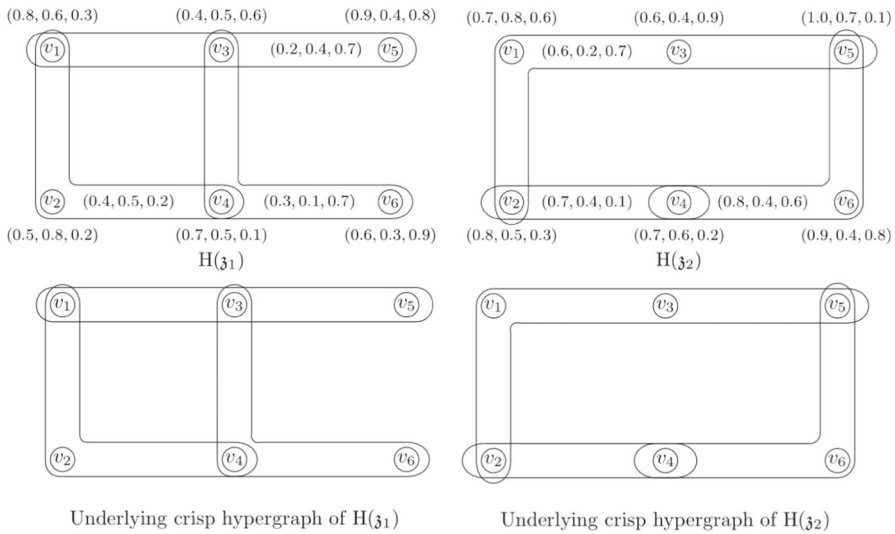 (0.8, 0.6, 0.3) (0.4, 0.5, 0.6) (0.9, 0.4, 0.8)
v₁ v₃ (0.2, 0.4, 0.7) v₅
v₂ (0.4, 0.5, 0.2) v₄ (0.3, 0.1, 0.7) v₆
(0.5, 0.8, 0.2) (0.7, 0.5, 0.1) (0.6, 0.3, 0.9)
H(𝔷₁)
(0.7, 0.8, 0.6) (0.6, 0.4, 0.9) (1.0, 0.7, 0.1)
v₁ (0.6, 0.2, 0.7) v₃ v₅
v₂ (0.7, 0.4, 0.1) v₄ (0.8, 0.4, 0.6) v₆
(0.8, 0.5, 0.3) (0.7, 0.6, 0.2) (0.9, 0.4, 0.8)
H(𝔷₂)
v₁ v₃ v₅
v₂ v₄ v₆
Underlying crisp hypergraph of H(𝔷₁)
v₁ v₃ v₅
v₂ v₄ v₆
Underlying crisp hypergraph of H(𝔷₂)